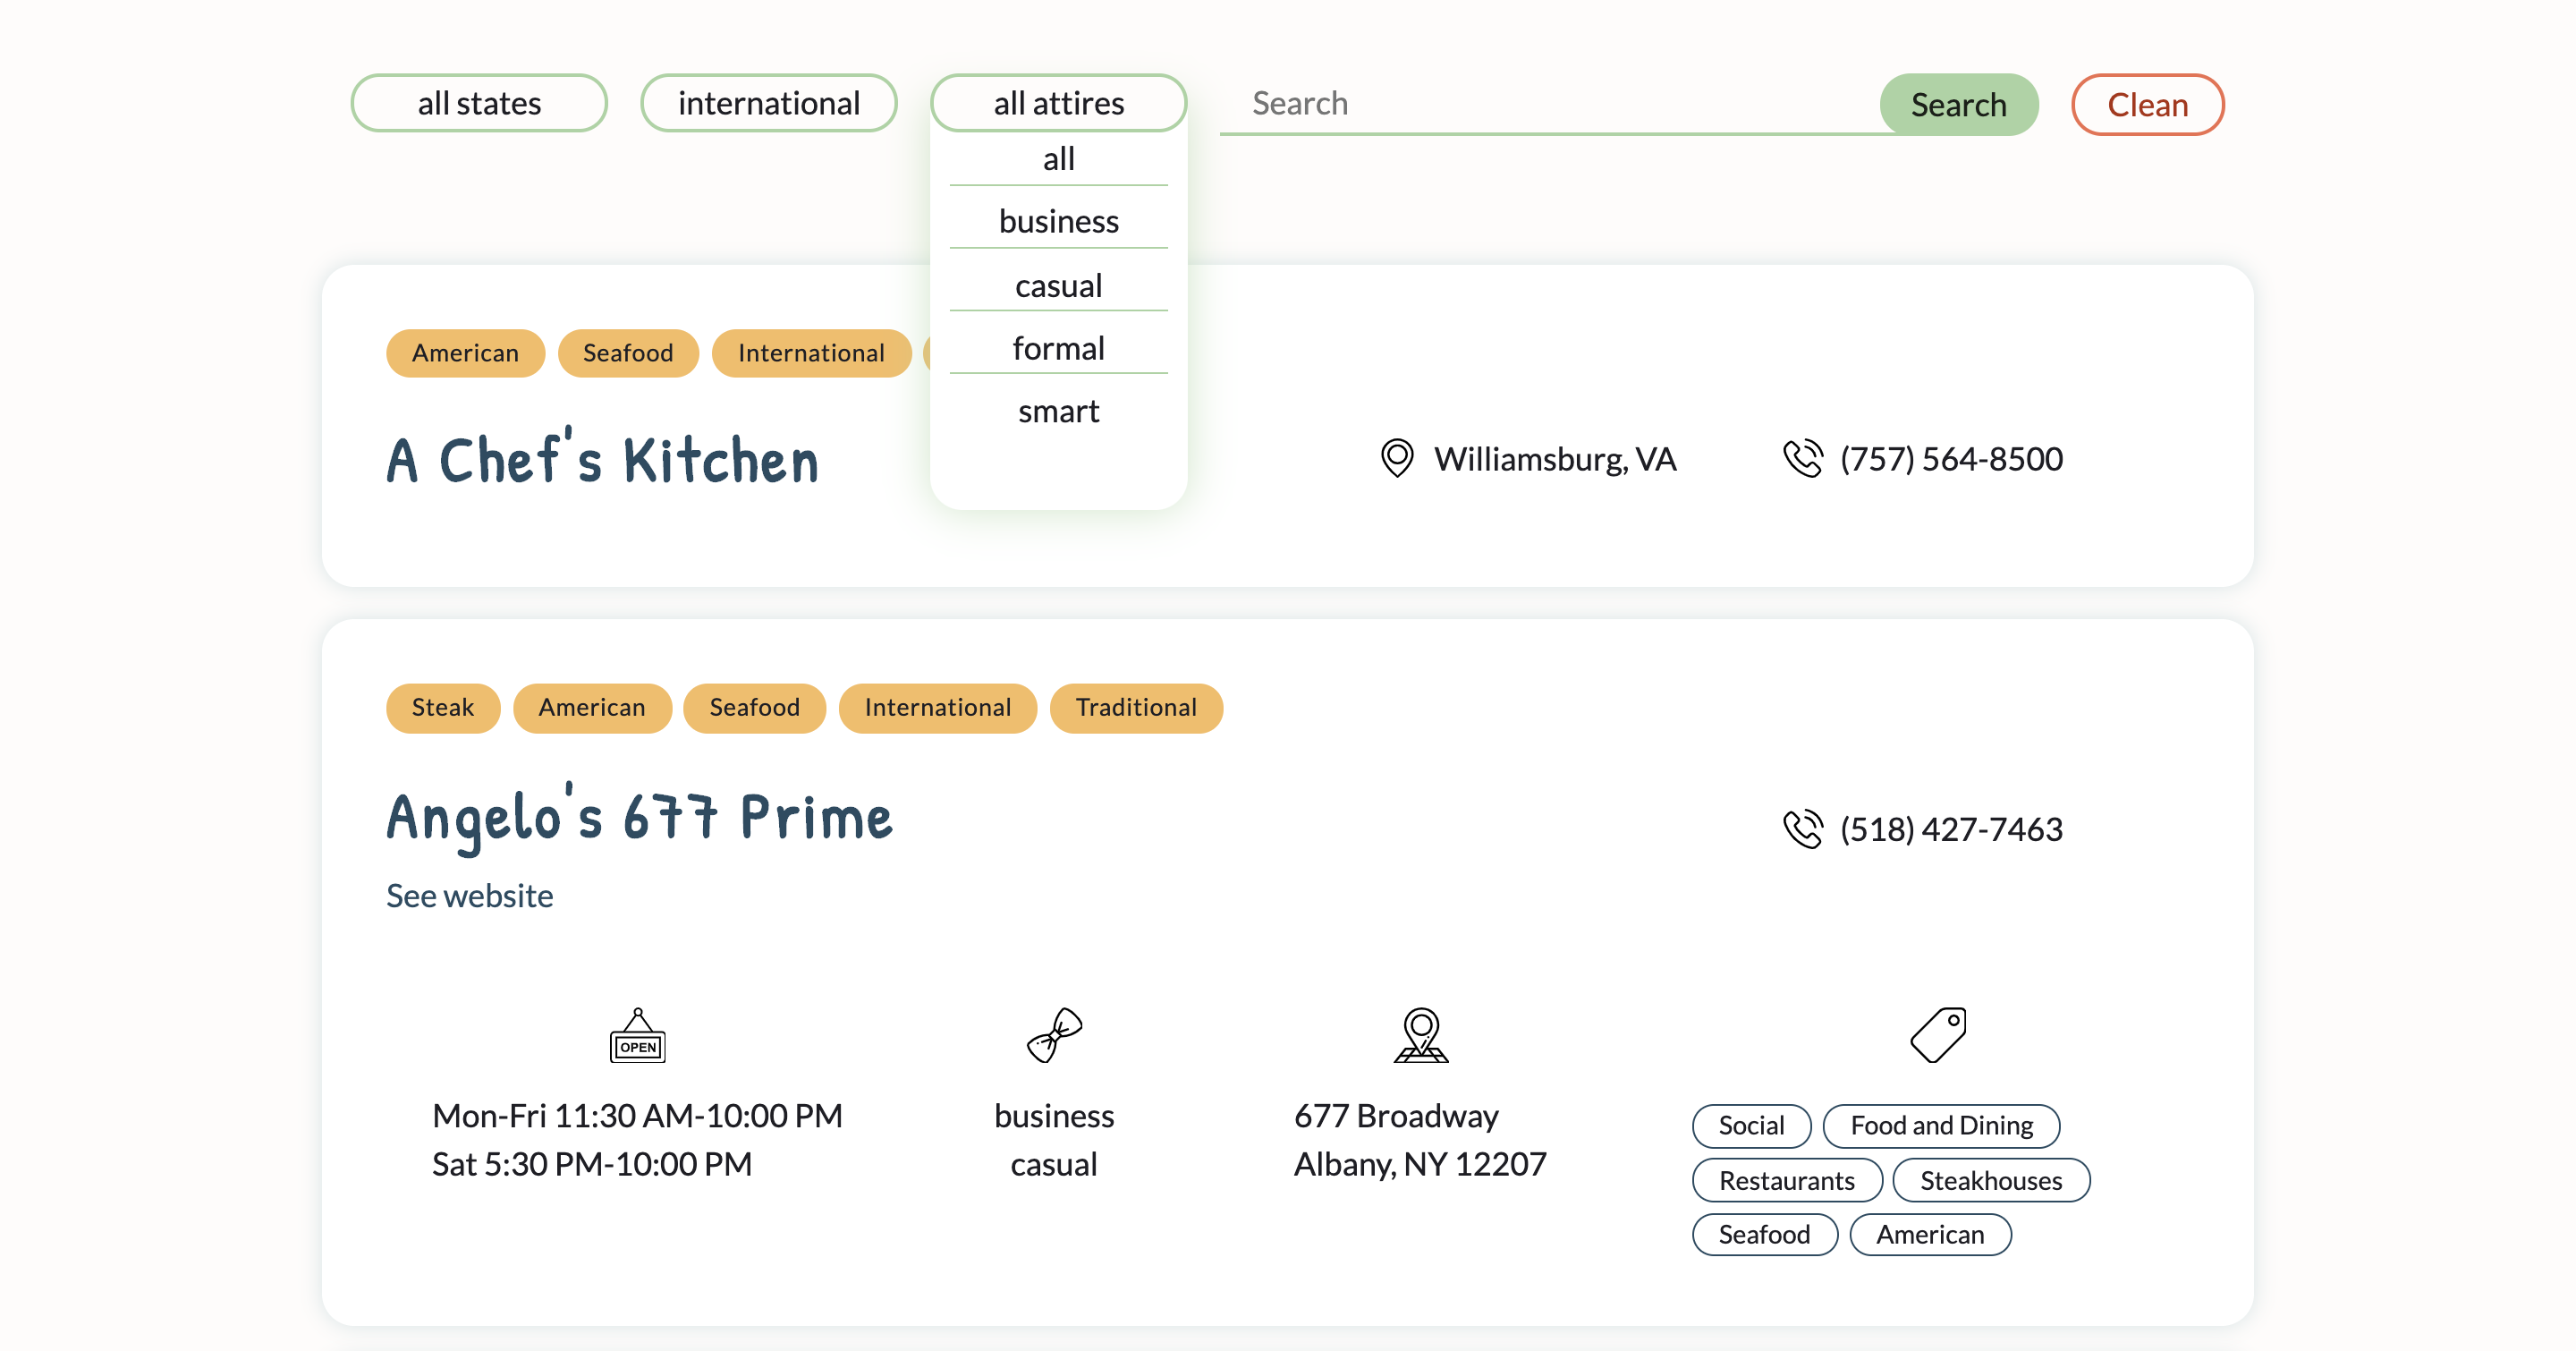 all states
international
all attires
Search
Search
Clean
all
business
casual
formal
smart
American
Seafood
International
A Chef's Kitchen
Williamsburg, VA
(757) 564-8500
Steak
American
Seafood
International
Traditional
Angelo's 677 Prime
(518) 427-7463
See website
OPEN
Mon-Fri 11:30 AM-10:00 PM
Sat 5:30 PM-10:00 PM
business
casual
677 Broadway
Albany, NY 12207
Social
Food and Dining
Restaurants
Steakhouses
Seafood
American